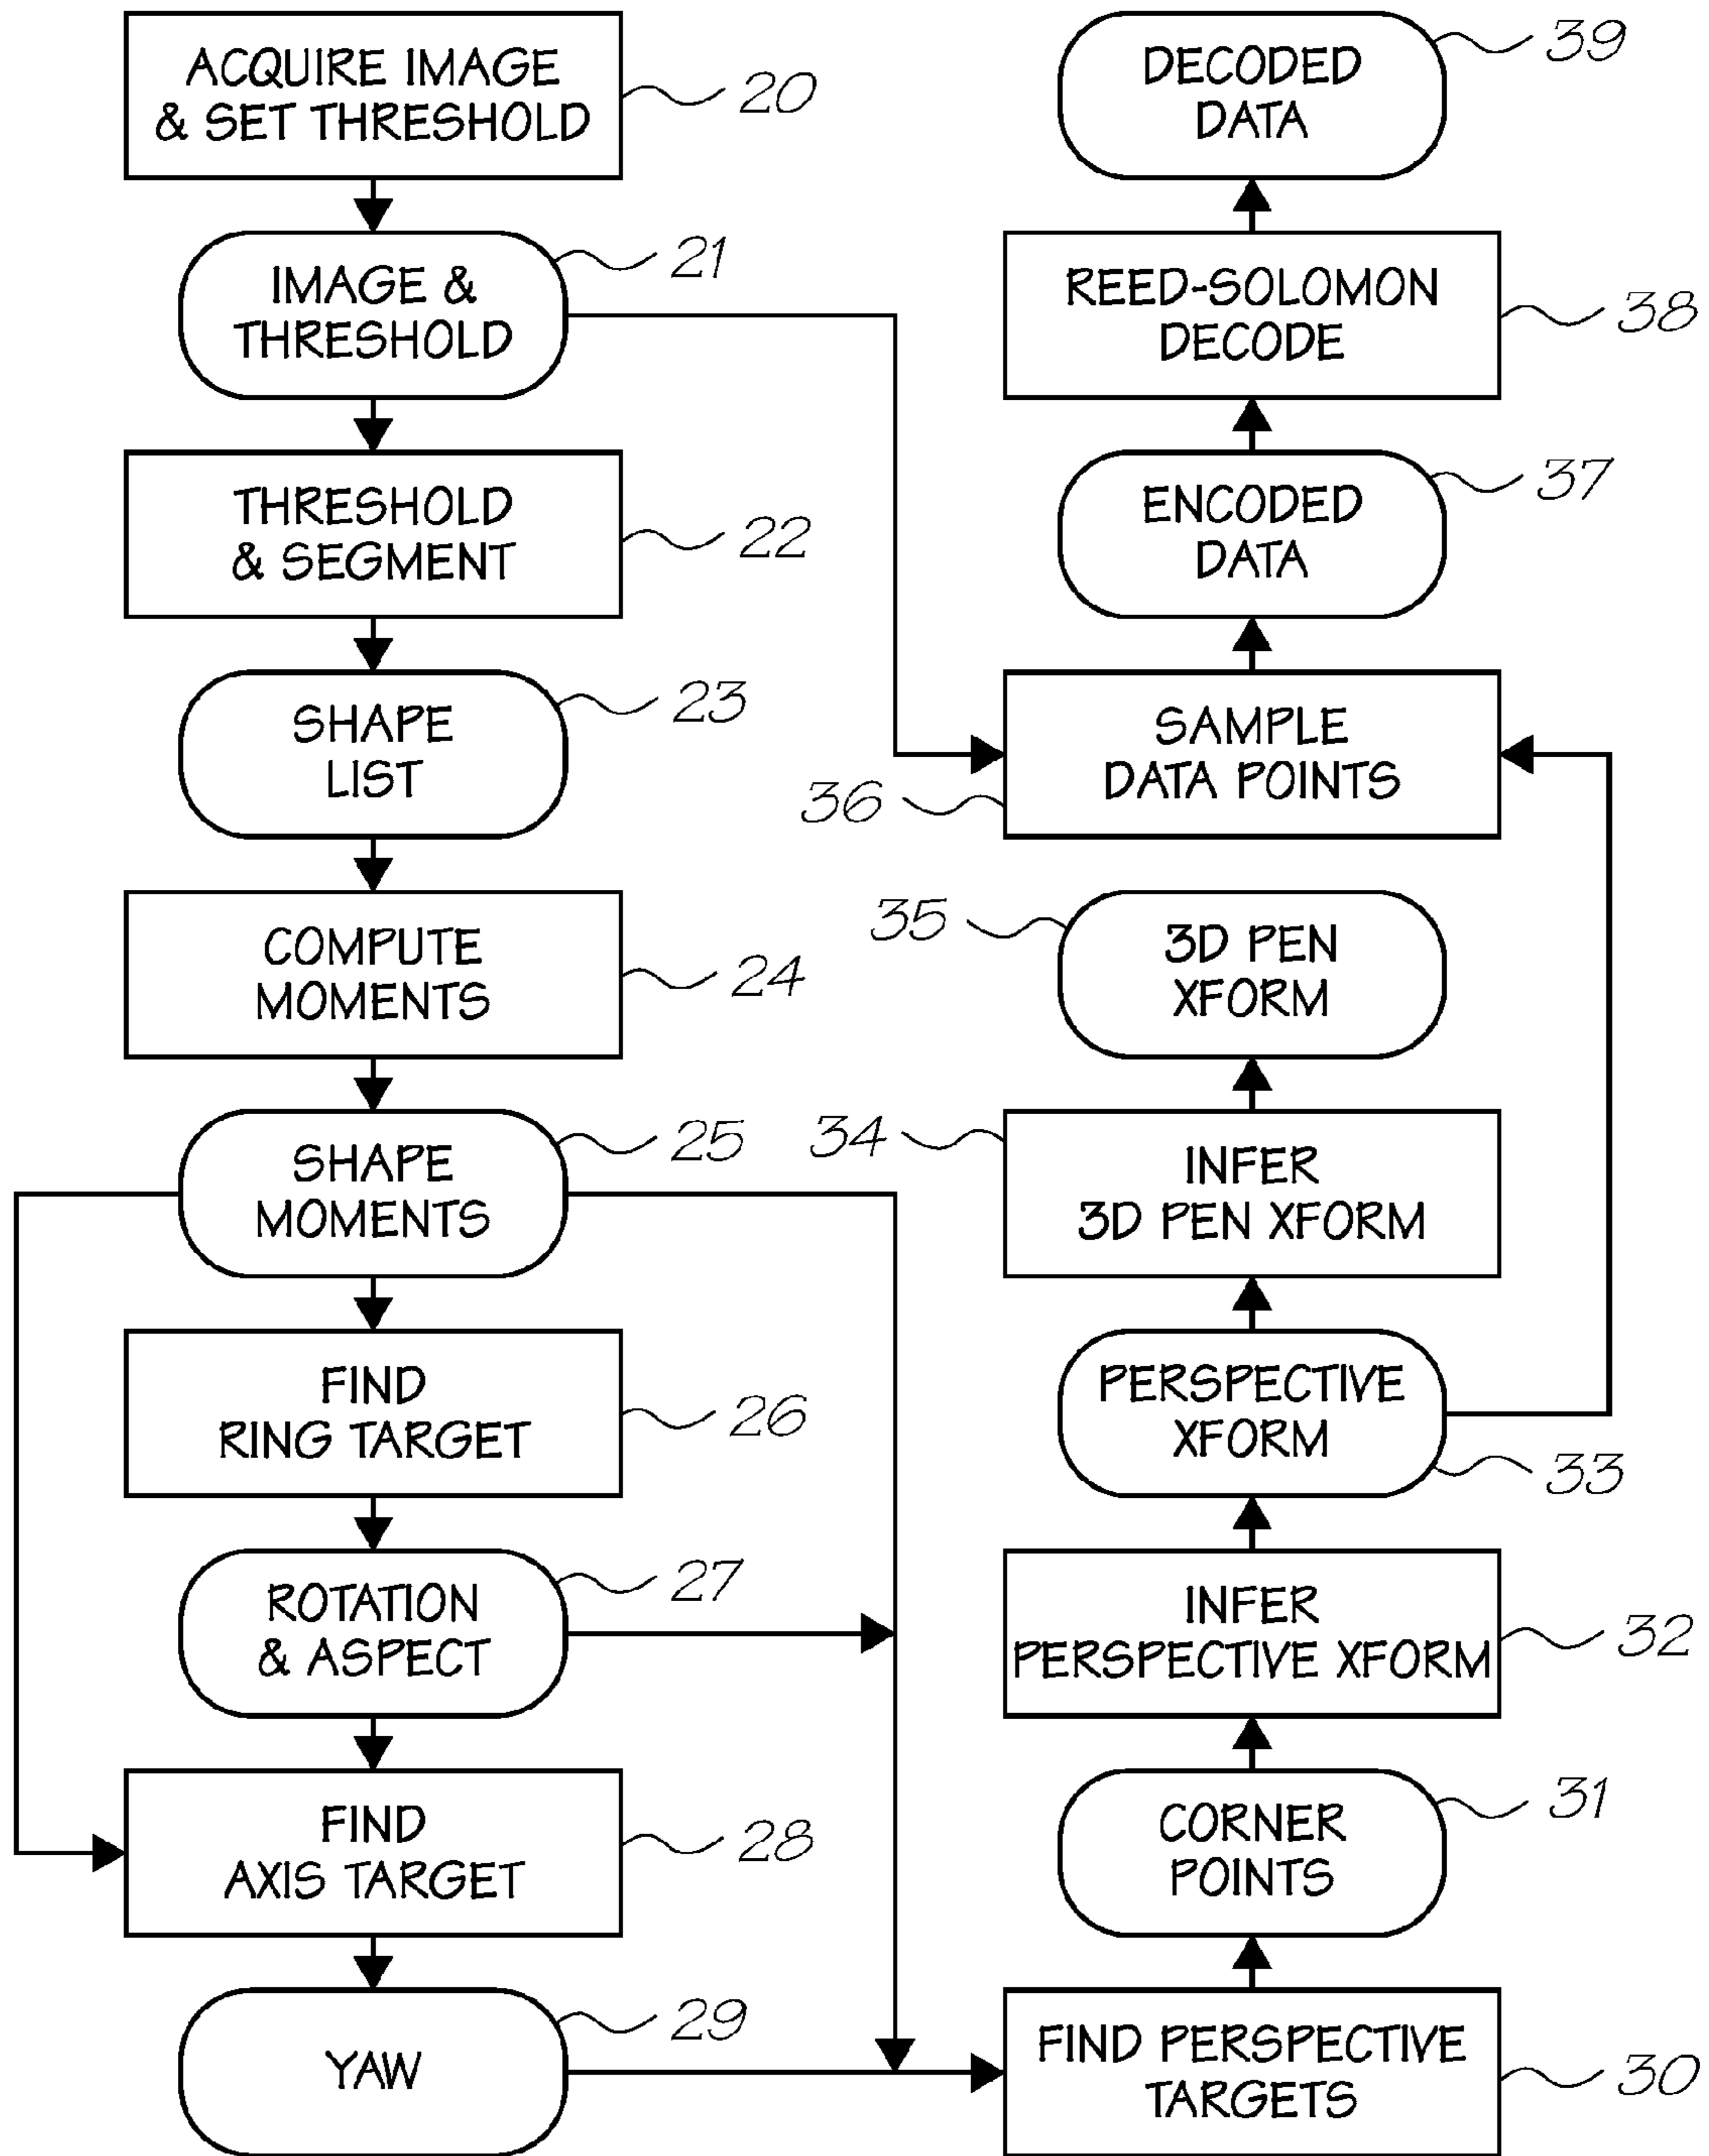 ACQUIRE IMAGE
& SET THRESHOLD
20
IMAGE &
THRESHOLD
21
THRESHOLD
& SEGMENT
22
SHAPE
LIST
23
COMPUTE
MOMENTS
24
SHAPE
MOMENTS
25
FIND
RING TARGET
26
ROTATION
& ASPECT
27
FIND
AXIS TARGET
28
YAW
29
DECODED
DATA
39
REED-SOLOMON
DECODE
38
ENCODED
DATA
37
SAMPLE
DATA POINTS
36
3D PEN
XFORM
35
INFER
3D PEN XFORM
34
PERSPECTIVE
XFORM
33
INFER
PERSPECTIVE XFORM
32
CORNER
POINTS
31
FIND PERSPECTIVE
TARGETS
30